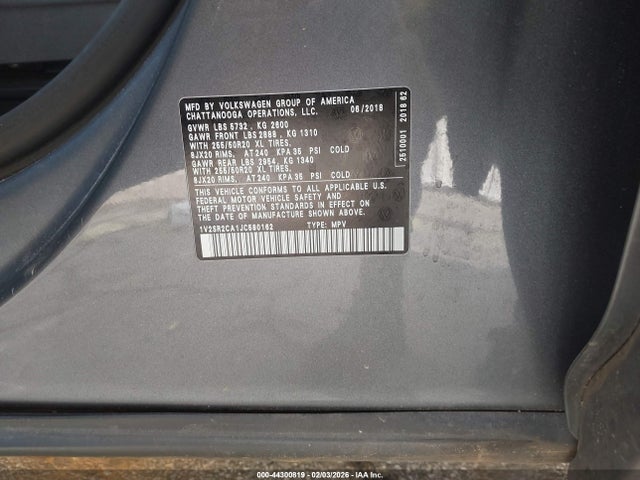 MFD BY VOLKSWAGEN GROUP OF AMERICA
CHATTANOOGA OPERATIONS, LLC. 06/2018
GVWR LBS 5732 , KG 2600
GAWR FRONT LBS 2888 , KG 1310
WITH 255/50R20 XL TIRES.
8JX20 RIMS, AT 240 KPA 35 PSI COLD
GAWR REAR LBS 2954, KG 1340
WITH 255/50R20 XL TIRES.
8JX20 RIMS, AT 240 KPA 35 PSI COLD
THIS VEHICLE CONFORMS TO ALL APPLICABLE U.S.
FEDERAL MOTOR VEHICLE SAFETY AND
THEFT PREVENTION STANDARDS IN EFFECT
ON THE DATE OF MANUFACTURE SHOWN ABOVE.
1V2SR2CA1JC580162 TYPE: MPV
2510001 2018 62
000-44300819 | 02/03/2026 - © IAA Inc.